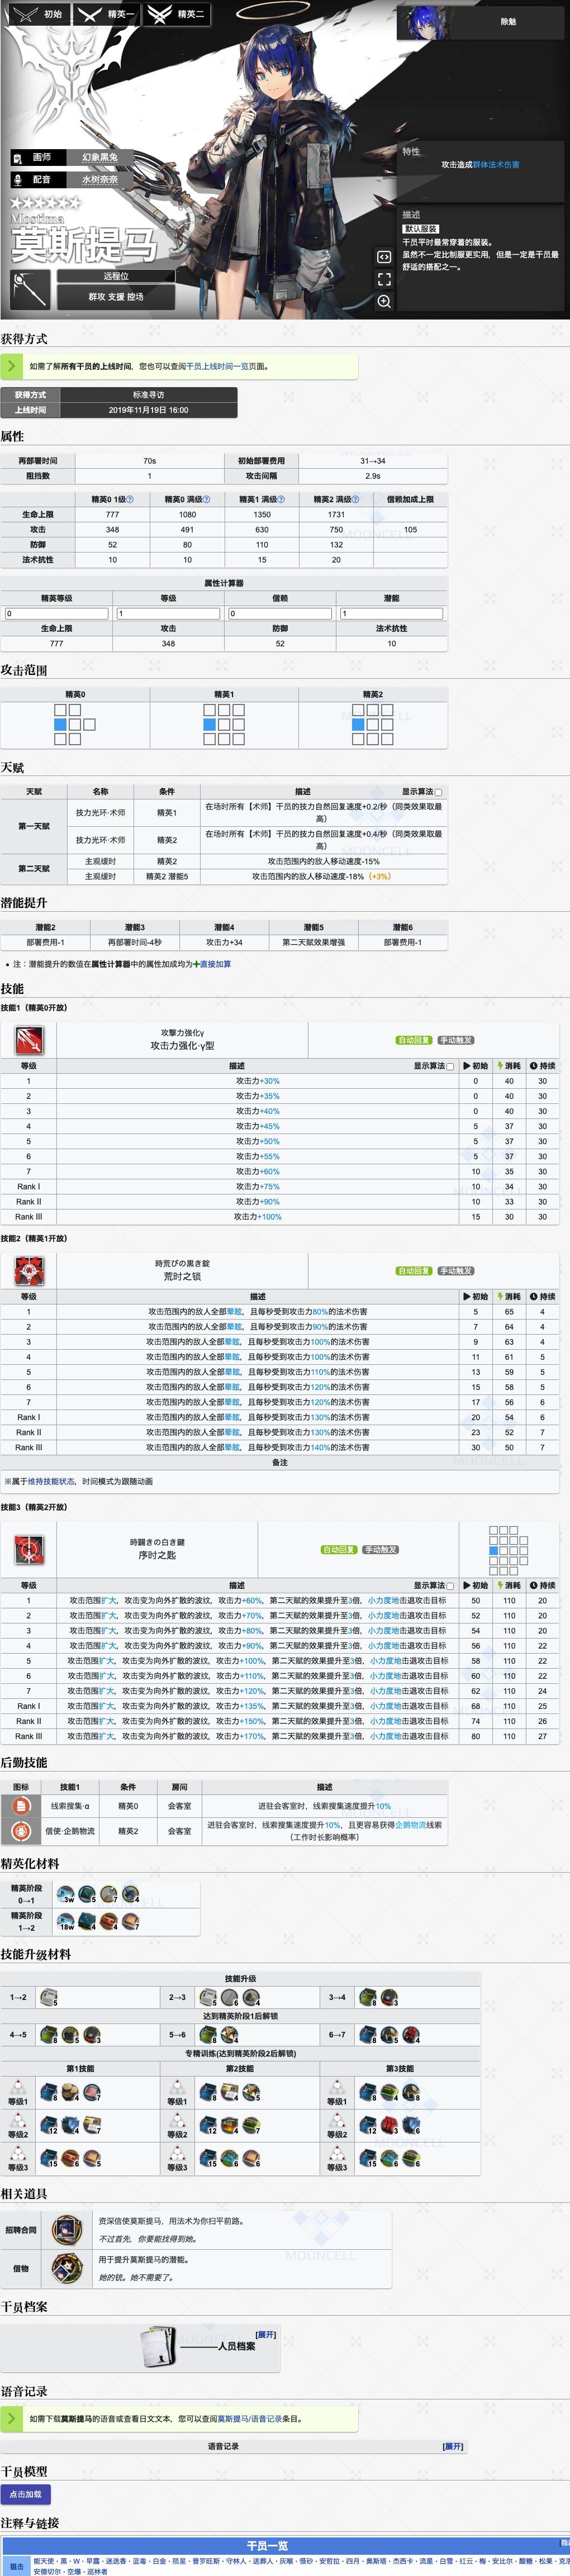 初始 精英一 精英二
除魅
画师 幻象黑兔
配音 水树奈奈
特性
攻击造成群体法术伤害
描述
默认服装
干员平时最常穿着的服装。
虽然不一定比制服更实用，但是一定是干员最
舒适的搭配之一。
Mostima
莫斯提马
远程位
群攻 支援 控场
获得方式
如需了解所有干员的上线时间，您也可以查阅干员上线时间一览页面。
获得方式 标准寻访
上线时间 2019年11月19日 16:00
属性
再部署时间 70s 初始部署费用 31→34
阻挡数 1 攻击间隔 2.9s
精英0 1级 精英0 满级 精英1 满级 精英2 满级 信赖加成上限
生命上限 777 1080 1350 1731
攻击 348 491 630 750 105
防御 52 80 110 132
法术抗性 10 10 15 20
属性计算器
精英等级 等级 信赖 潜能
0 1 0 1
生命上限 攻击 防御 法术抗性
777 348 52 10
攻击范围
精英0 精英1 精英2
天赋
天赋 名称 条件 描述 显示算法
第一天赋
技力光环·术师 精英1 在场时所有【术师】干员的技力自然回复速度+0.2/秒（同类效果取最
高）
技力光环·术师 精英2 在场时所有【术师】干员的技力自然回复速度+0.4/秒（同类效果取最
高）
第二天赋
主观缓时 精英2 攻击范围内的敌人移动速度-15%
主观缓时 精英2 潜能5 攻击范围内的敌人移动速度-18%（+3%）
潜能提升
潜能2 潜能3 潜能4 潜能5 潜能6
部署费用-1 再部署时间-4秒 攻击力+34 第二天赋效果增强 部署费用-1
注：潜能提升的数值在属性计算器中的属性加成均为直接加算
技能
技能1（精英0开放）
攻撃力強化γ
攻击力强化·γ型
自动回复 手动触发
等级 描述 显示算法 初始 消耗 持续
1 攻击力+30% 0 40 30
2 攻击力+35% 0 40 30
3 攻击力+40% 0 40 30
4 攻击力+45% 5 37 30
5 攻击力+50% 5 37 30
6 攻击力+55% 5 37 30
7 攻击力+60% 10 35 30
Rank I 攻击力+75% 10 34 30
Rank II 攻击力+90% 10 33 30
Rank III 攻击力+100% 15 30 30
技能2（精英1开放）
時荒びの黒き錠
荒时之锁
自动回复 手动触发
等级 描述 初始 消耗 持续
1 攻击范围内的敌人全部晕眩，且每秒受到攻击力80%的法术伤害 5 65 4
2 攻击范围内的敌人全部晕眩，且每秒受到攻击力90%的法术伤害 7 64 4
3 攻击范围内的敌人全部晕眩，且每秒受到攻击力100%的法术伤害 9 63 4
4 攻击范围内的敌人全部晕眩，且每秒受到攻击力100%的法术伤害 11 61 5
5 攻击范围内的敌人全部晕眩，且每秒受到攻击力110%的法术伤害 13 59 5
6 攻击范围内的敌人全部晕眩，且每秒受到攻击力120%的法术伤害 15 58 5
7 攻击范围内的敌人全部晕眩，且每秒受到攻击力120%的法术伤害 17 56 6
Rank I 攻击范围内的敌人全部晕眩，且每秒受到攻击力130%的法术伤害 20 54 6
Rank II 攻击范围内的敌人全部晕眩，且每秒受到攻击力130%的法术伤害 23 52 7
Rank III 攻击范围内的敌人全部晕眩，且每秒受到攻击力140%的法术伤害 30 50 7
备注
※属于维持技能状态，时间模式为跟随动画
技能3（精英2开放）
時闢きの白き鍵
序时之匙
自动回复 手动触发
等级 描述 显示算法 初始 消耗 持续
1 攻击范围扩大，攻击变为向外扩散的波纹，攻击力+60%，第二天赋的效果提升至3倍，小力度地击退攻击目标 50 110 20
2 攻击范围扩大，攻击变为向外扩散的波纹，攻击力+70%，第二天赋的效果提升至3倍，小力度地击退攻击目标 52 110 20
3 攻击范围扩大，攻击变为向外扩散的波纹，攻击力+80%，第二天赋的效果提升至3倍，小力度地击退攻击目标 54 110 20
4 攻击范围扩大，攻击变为向外扩散的波纹，攻击力+90%，第二天赋的效果提升至3倍，小力度地击退攻击目标 56 110 22
5 攻击范围扩大，攻击变为向外扩散的波纹，攻击力+100%，第二天赋的效果提升至3倍，小力度地击退攻击目标 58 110 22
6 攻击范围扩大，攻击变为向外扩散的波纹，攻击力+110%，第二天赋的效果提升至3倍，小力度地击退攻击目标 60 110 22
7 攻击范围扩大，攻击变为向外扩散的波纹，攻击力+120%，第二天赋的效果提升至3倍，小力度地击退攻击目标 62 110 24
Rank I 攻击范围扩大，攻击变为向外扩散的波纹，攻击力+135%，第二天赋的效果提升至3倍，小力度地击退攻击目标 68 110 25
Rank II 攻击范围扩大，攻击变为向外扩散的波纹，攻击力+150%，第二天赋的效果提升至3倍，小力度地击退攻击目标 74 110 26
Rank III 攻击范围扩大，攻击变为向外扩散的波纹，攻击力+170%，第二天赋的效果提升至3倍，小力度地击退攻击目标 80 110 27
后勤技能
图标 技能1 条件 房间 描述
线索搜集·α 精英0 会客室 进驻会客室时，线索搜集速度提升10%
信使·企鹅物流 精英2 会客室 进驻会客室时，线索搜集速度提升10%，且更容易获得企鹅物流线索
（工作时长影响概率）
精英化材料
精英阶段
0→1
3w 5 7 4
精英阶段
1→2
18w 4 4 7
技能升级材料
技能升级
1→2 5 2→3 5 6 4 3→4 8 3
达到精英阶段1后解锁
4→5 8 5 3 5→6 8 4 6→7 8 5 4
专精训练(达到精英阶段2后解锁)
第1技能 第2技能 第3技能
等级1 8 4 7 等级1 8 4 5 等级1 8 4 8
等级2 12 4 7 等级2 12 4 7 等级2 12 3 6
等级3 15 6 5 等级3 15 6 6 等级3 15 6 6
相关道具
招聘合同
资深信使莫斯提马，用法术为你扫平前路。
不过首先，你要能找得到她。
信物
用于提升莫斯提马的潜能。
她的铳。她不需要了。
干员档案
[展开]
人员档案
语音记录
如需下载莫斯提马的语音或查看日文文本，您可以查阅莫斯提马/语音记录条目。
语音记录 [展开]
干员模型
点击加载
注释与链接
干员一览
狙击
能天使 · 黑 · W · 早露 · 迷迭香 · 蓝毒 · 白金 · 陨星 · 普罗旺斯 · 守林人 · 送葬人 · 灰喉 · 慑砂 · 安哲拉 · 四月 · 奥斯塔 · 杰西卡 · 流星 · 白雪 · 红云 · 梅 · 安比尔 · 酸糖 · 松果 · 克洛
安德切尔 · 空爆 · 巡林者